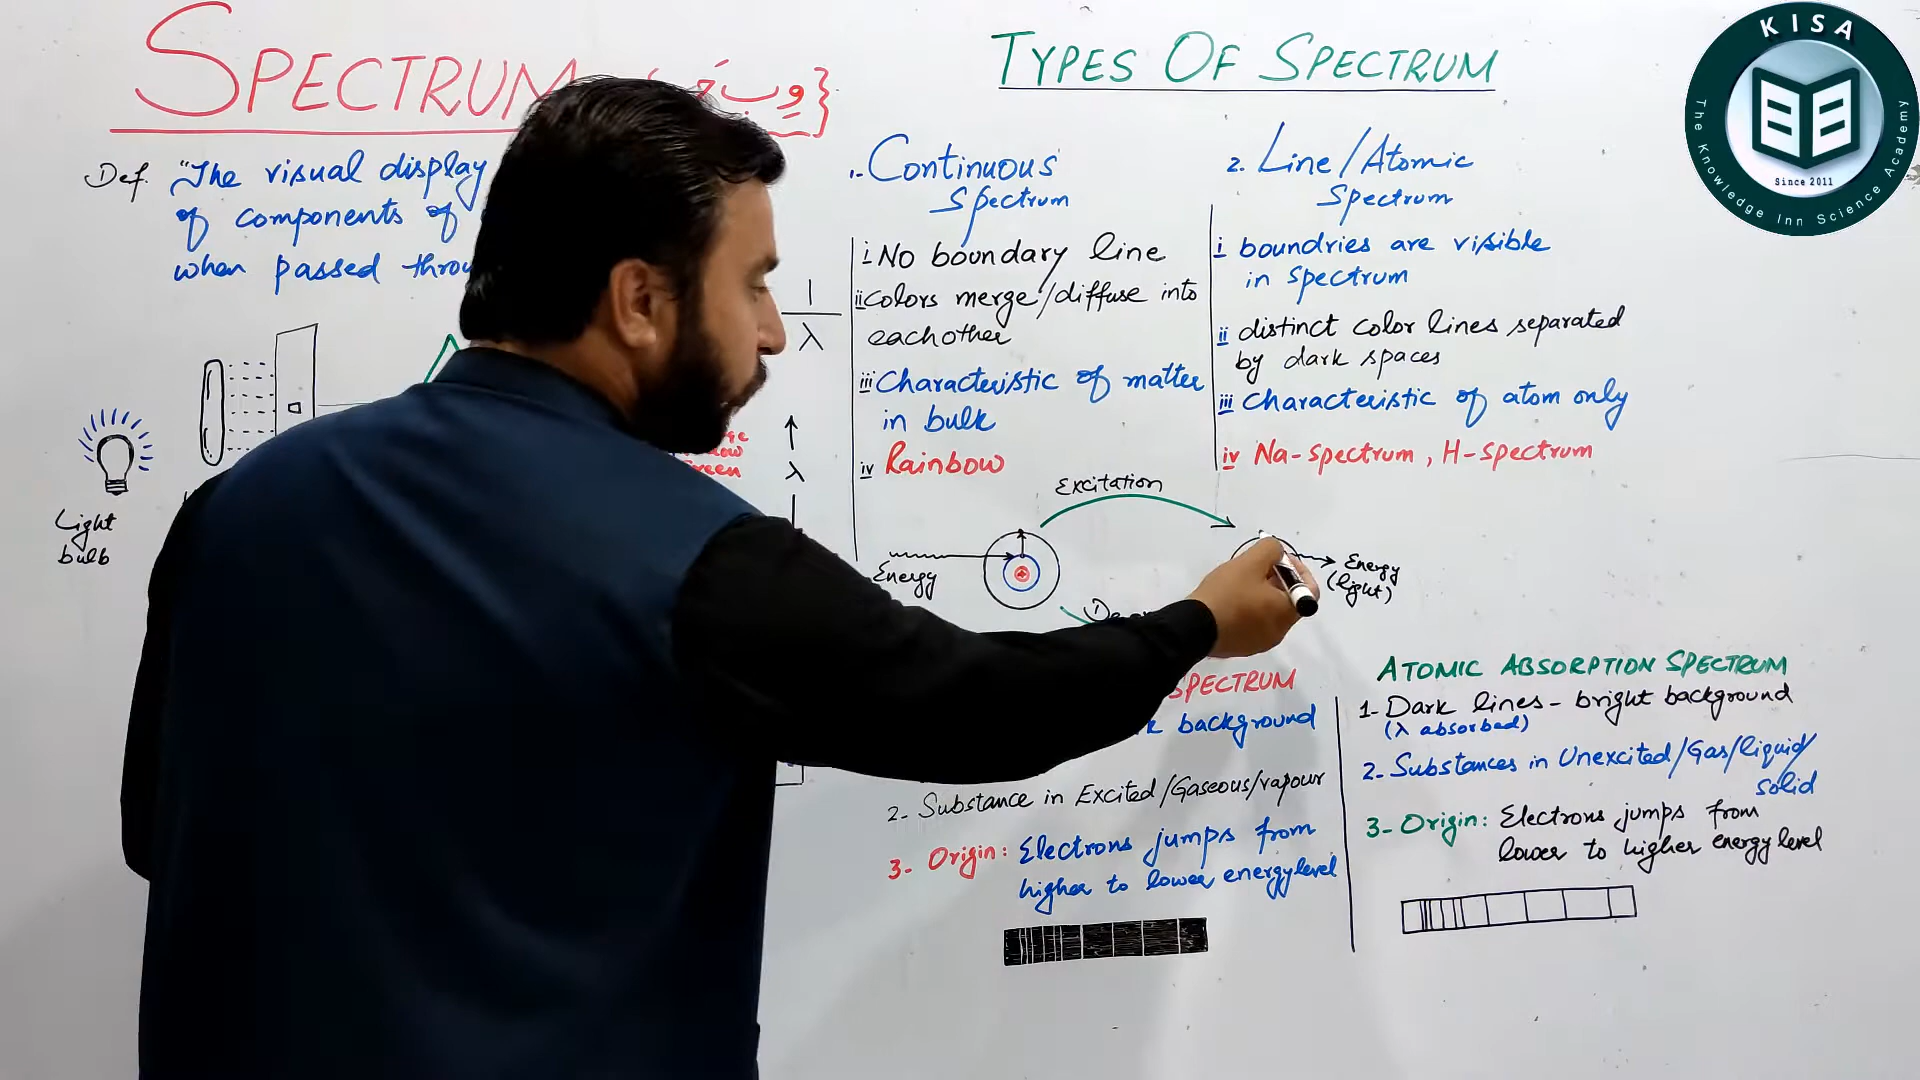 SPECTRUM
Def. "The visual display
of components of
when passed
Light
bulb
1
λ
λ
TYPES OF SPECTRUM
1. Continuous
Spectrum
i No boundary line
ii colors merge/diffuse into
eachother
iii Characteristic of matter
in bulk
iv Rainbow
2. Line/Atomic
Spectrum
i boundries are visible
in spectrum
ii distinct color lines separated
by dark spaces
iii characteristic of atom only
iv Na-spectrum, H-spectrum
Excitation
Energy
+
Energy
(light)
SPECTRUM
background
2- Substance in Excited/Gaseous/vapour
3- Origin: Electrons jumps from
higher to lower energy level
ATOMIC ABSORPTION SPECTRUM
1- Dark lines - bright background
(λ absorbed)
2- Substances in Unexcited/Gas/liquid/
solid
3- Origin: Electrons jumps from
lower to higher energy level
KISA
The Knowledge Inn Science Academy
Since 2011